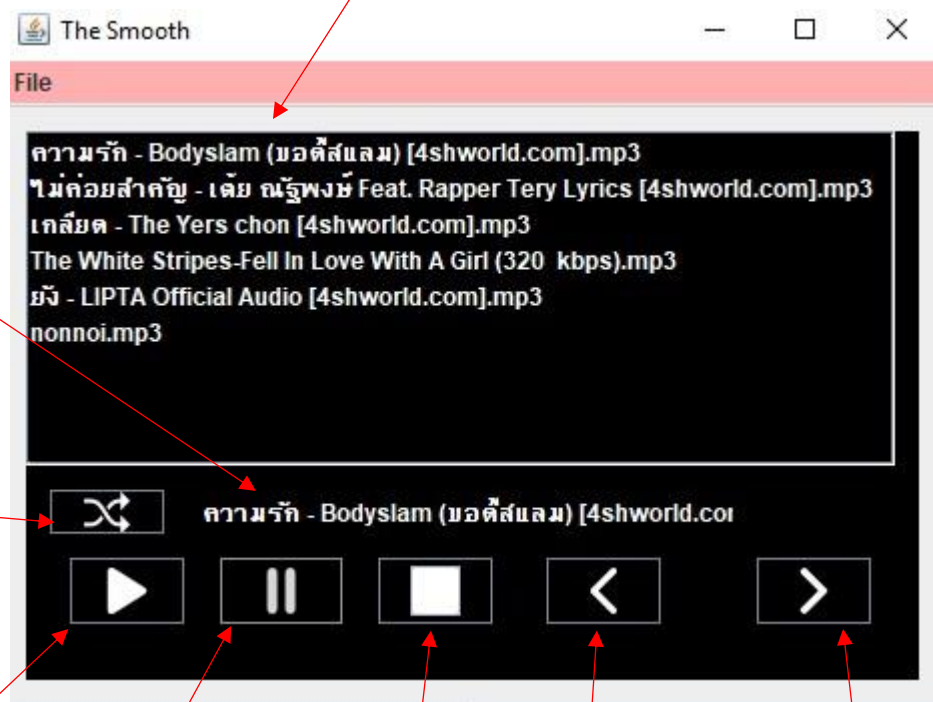 The Smooth
File
ความรัก - Bodyslam (บอดี้สแลม) [4shworld.com].mp3
ไม่ค่อยสำคัญ - เต้ย ณัฐพงษ์ Feat. Rapper Tery Lyrics [4shworld.com].mp3
เกลียด - The Yers chon [4shworld.com].mp3
The White Stripes-Fell In Love With A Girl (320 kbps).mp3
ยัง - LIPTA Official Audio [4shworld.com].mp3
nonnoi.mp3
ความรัก - Bodyslam (บอดี้สแลม) [4shworld.coi